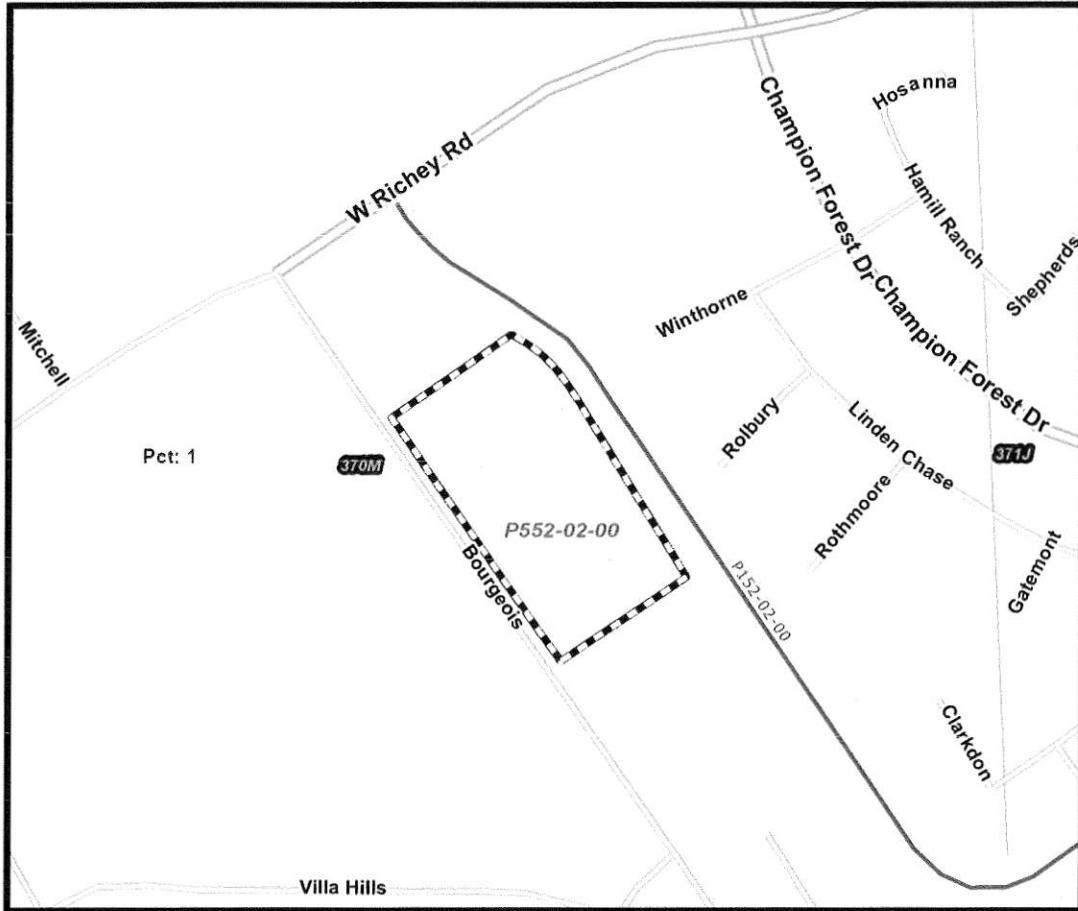 Hosanna
Champion Forest Dr
W Richey Rd
Hamill Ranch
Shepherds
Winthorne
Champion Forest Dr
Mitchell
Rolbury
Linden Chase
Pct: 1
370M
371J
Rothmoore
P552-02-00
Bourgeois
P152-02-00
Gatemont
Clarkdon
Villa Hills